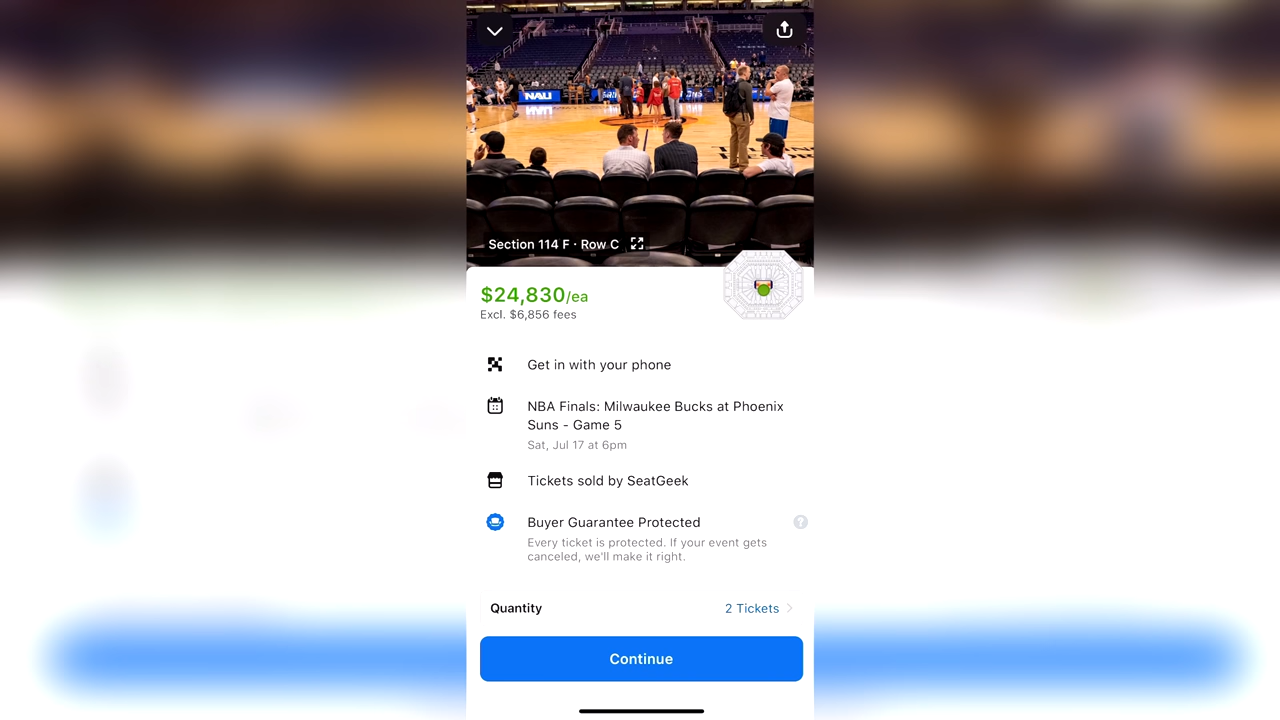 NAU
Section 114 F · Row C
$24,830/ea
Excl. $6,856 fees
Get in with your phone
NBA Finals: Milwaukee Bucks at Phoenix
Suns - Game 5
Sat, Jul 17 at 6pm
Tickets sold by SeatGeek
Buyer Guarantee Protected
?
Every ticket is protected. If your event gets
canceled, we'll make it right.
Quantity
2 Tickets
Continue